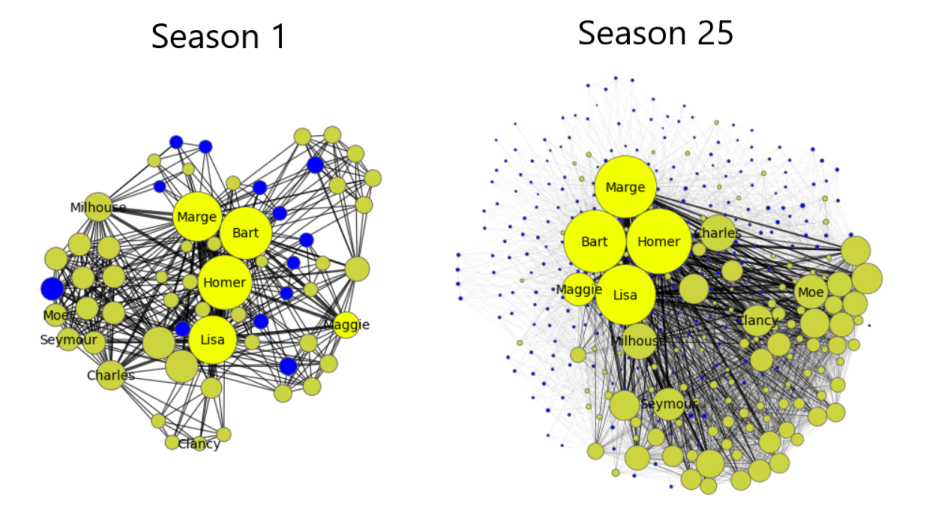 Season 1
Season 25
Milhouse
Marge
Bart
Homer
Moe
Seymour
Lisa
Maggie
Charles
Clancy
Marge
Bart
Homer
Charles
Maggie
Lisa
Moe
Clancy
Milhouse
Seymour